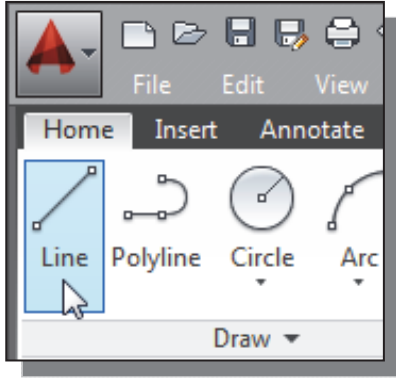 File Edit View
Home Insert Annotate
Line Polyline Circle Arc
Draw